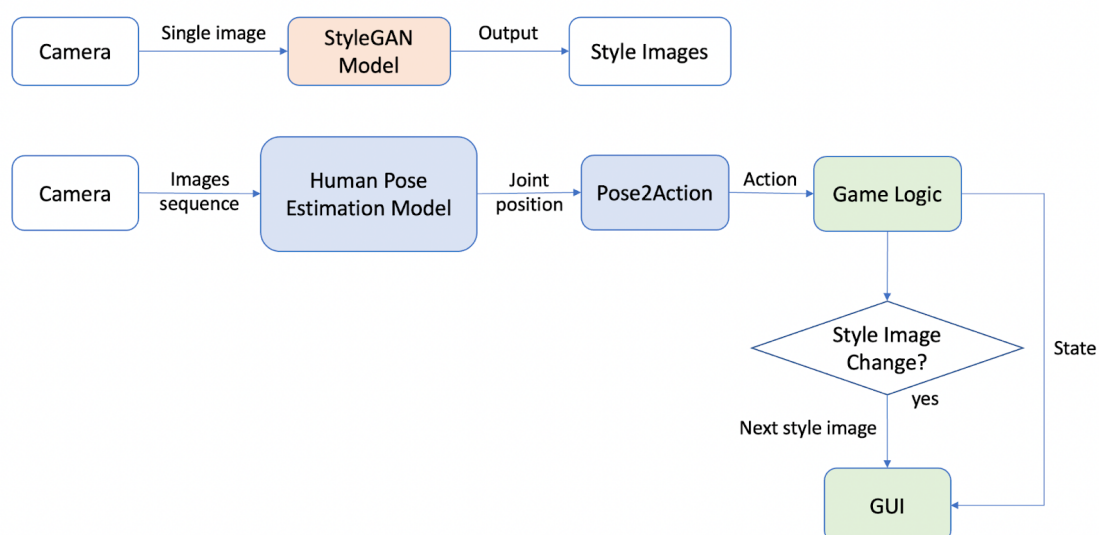 Camera
Single image
StyleGAN
Model
Output
Style Images
Camera
Images
sequence
Human Pose
Estimation Model
Joint
position
Pose2Action
Action
Game Logic
Style Image
Change?
State
yes
Next style image
GUI